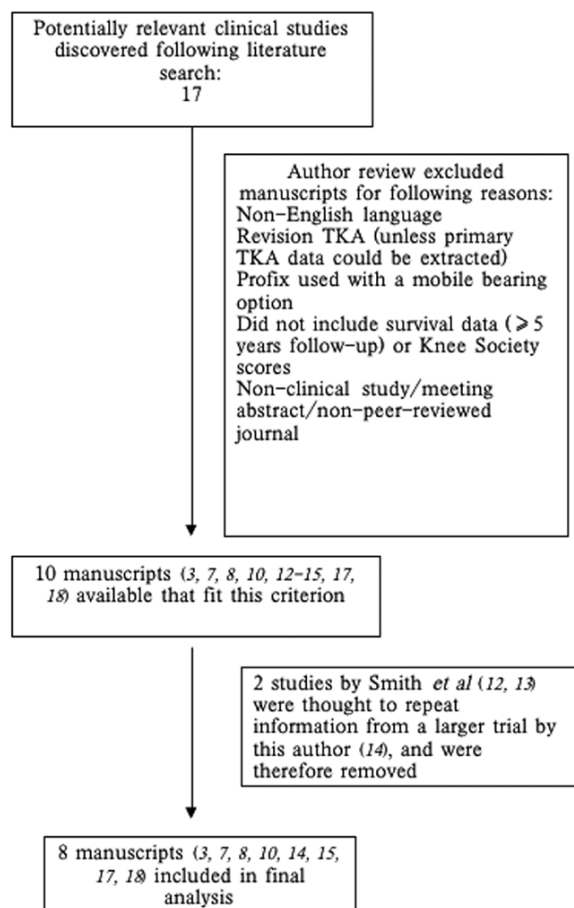 Potentially relevant clinical studies
discovered following literature
search:
17
Author review excluded
manuscripts for following reasons:
Non-English language
Revision TKA (unless primary
TKA data could be extracted)
Profix used with a mobile bearing
option
Did not include survival data (⩾ 5
years follow-up) or Knee Society
scores
Non-clinical study/meeting
abstract/non-peer-reviewed
journal
10 manuscripts (3, 7, 8, 10, 12–15, 17,
18) available that fit this criterion
2 studies by Smith et al (12, 13)
were thought to repeat
information from a larger trial by
this author (14), and were
therefore removed
8 manuscripts (3, 7, 8, 10, 14, 15,
17, 18) included in final
analysis